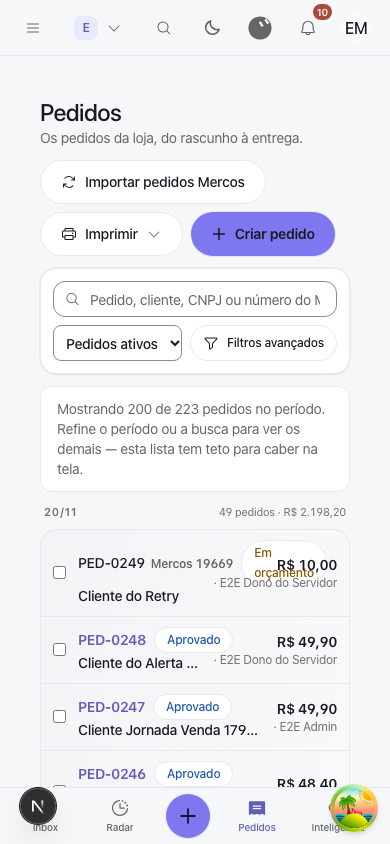 E
10
EM
Pedidos
Os pedidos da loja, do rascunho à entrega.
Importar pedidos Mercos
Imprimir
Criar pedido
Pedido, cliente, CNPJ ou número do M
Pedidos ativos
Filtros avançados
Mostrando 200 de 223 pedidos no período.
Refine o período ou a busca para ver os
demais — esta lista tem teto para caber na
tela.
20/11
49 pedidos · R$ 2.198,20
PED-0249 Mercos 19669 Em orçamento R$ 10,00
· E2E Dono do Servidor
Cliente do Retry
PED-0248 Aprovado R$ 49,90
Cliente do Alerta ... · E2E Dono do Servidor
PED-0247 Aprovado R$ 49,90
Cliente Jornada Venda 179... · E2E Admin
PED-0246 Aprovado R$ 48,40
N
Inbox
Radar
Pedidos